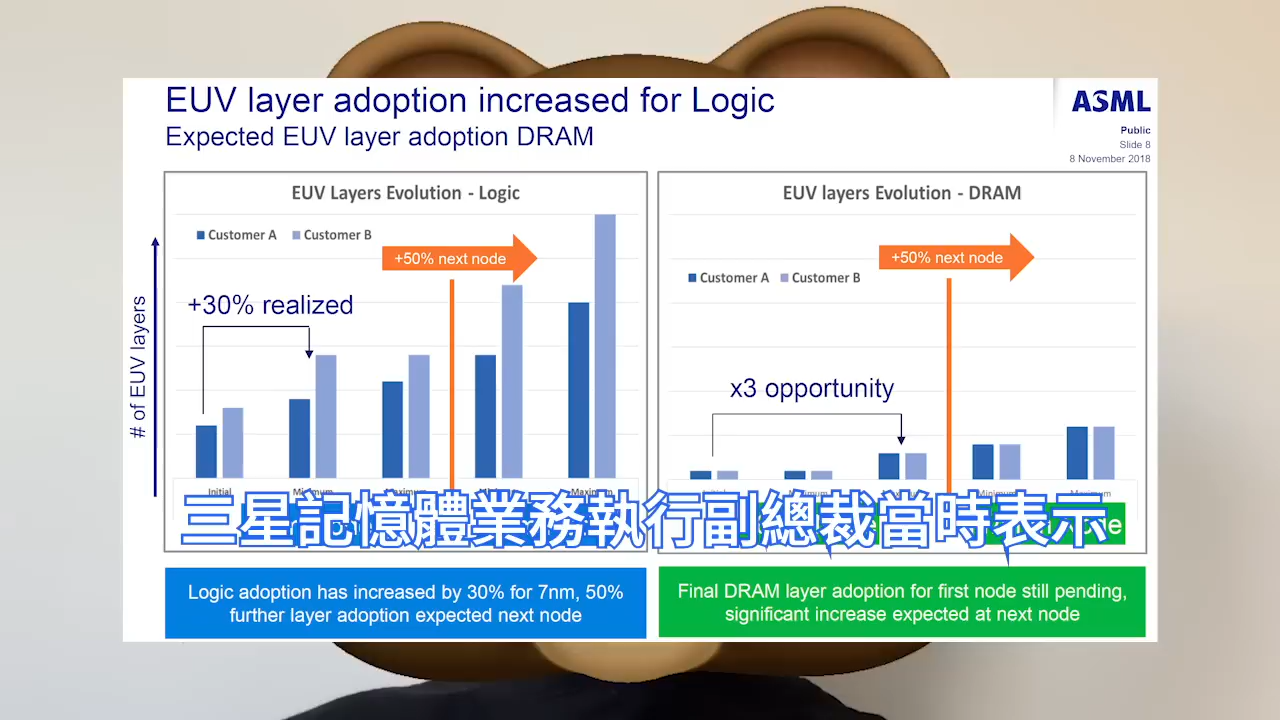 EUV layer adoption increased for Logic
Expected EUV layer adoption DRAM
ASML
Public
Slide 8
8 November 2018
# of EUV layers
EUV Layers Evolution - Logic
Customer A
Customer B
+50% next node
+30% realized
Initial
EUV layers Evolution - DRAM
+50% next node
Customer A
Customer B
x3 opportunity
三星記憶體業務執行副總裁當時表示
Logic adoption has increased by 30% for 7nm, 50%
further layer adoption expected next node
Final DRAM layer adoption for first node still pending,
significant increase expected at next node